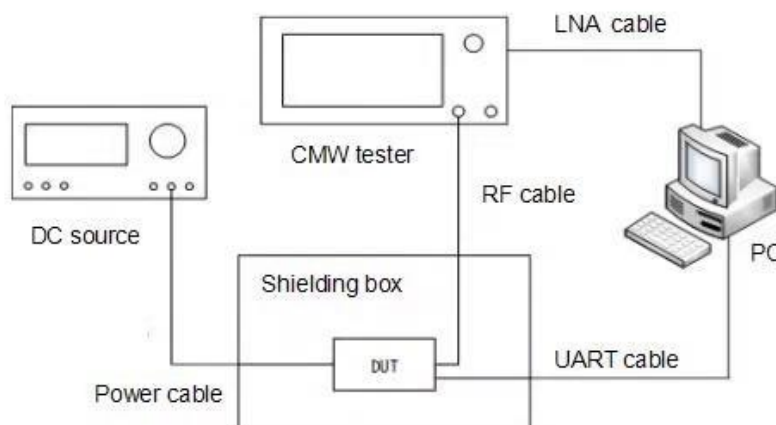 LNA cable
CMW tester
RF cable
DC source
PC
Shielding box
DUT
UART cable
Power cable